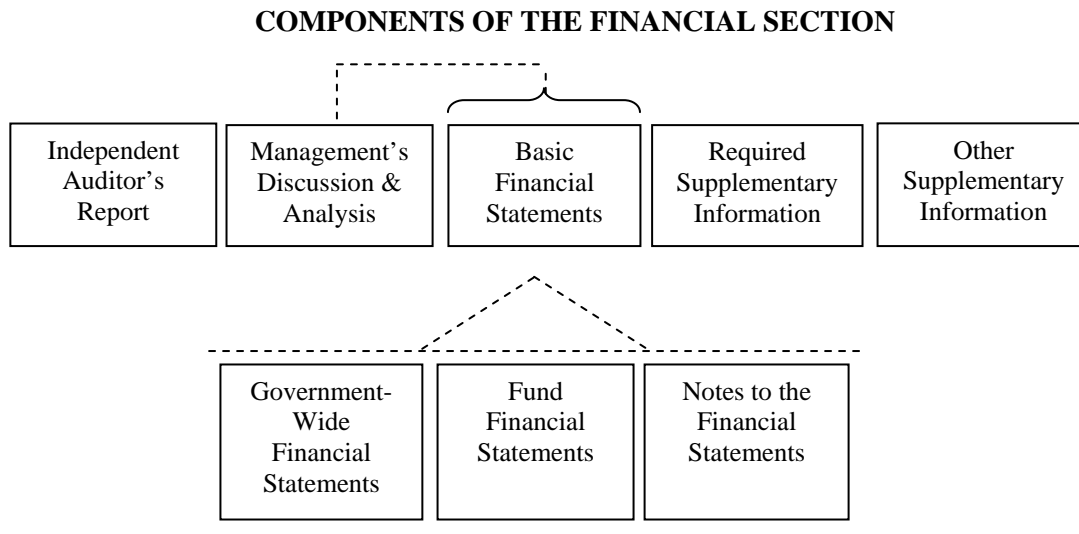 COMPONENTS OF THE FINANCIAL SECTION
Independent
Auditor’s
Report
Management’s
Discussion &
Analysis
Basic
Financial
Statements
Required
Supplementary
Information
Other
Supplementary
Information
Government-
Wide
Financial
Statements
Fund
Financial
Statements
Notes to the
Financial
Statements